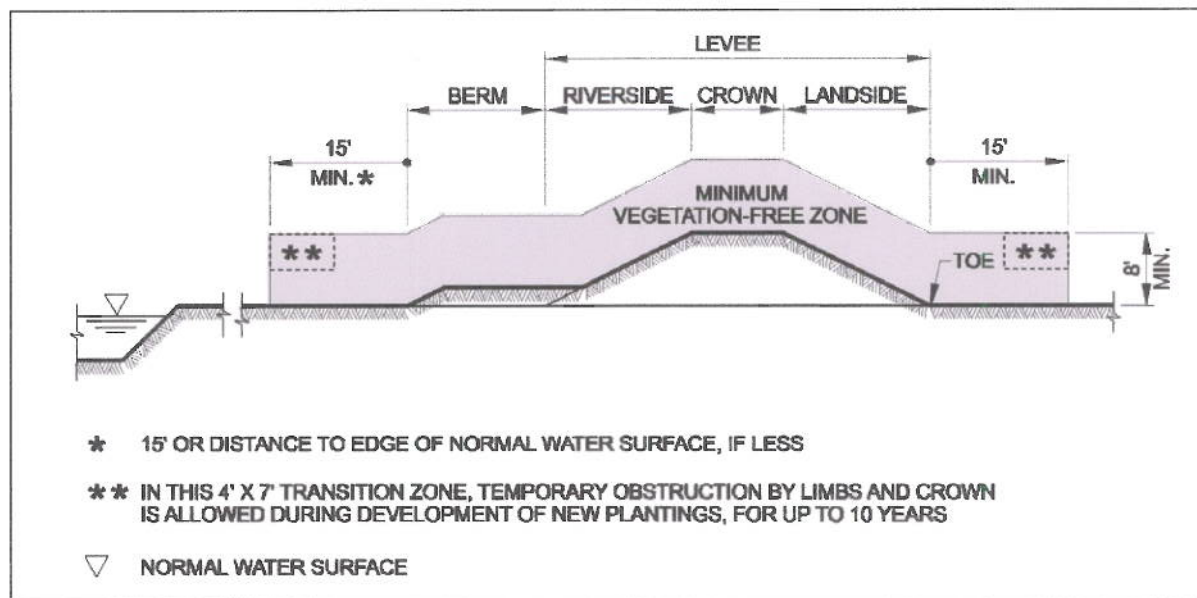 LEVEE
BERM
RIVERSIDE
CROWN
LANDSIDE
15'
MIN. *
15'
MIN.
MINIMUM
VEGETATION-FREE ZONE
**
**
TOE
8'
MIN.
* 15' OR DISTANCE TO EDGE OF NORMAL WATER SURFACE, IF LESS
** IN THIS 4' X 7' TRANSITION ZONE, TEMPORARY OBSTRUCTION BY LIMBS AND CROWN
IS ALLOWED DURING DEVELOPMENT OF NEW PLANTINGS, FOR UP TO 10 YEARS
NORMAL WATER SURFACE